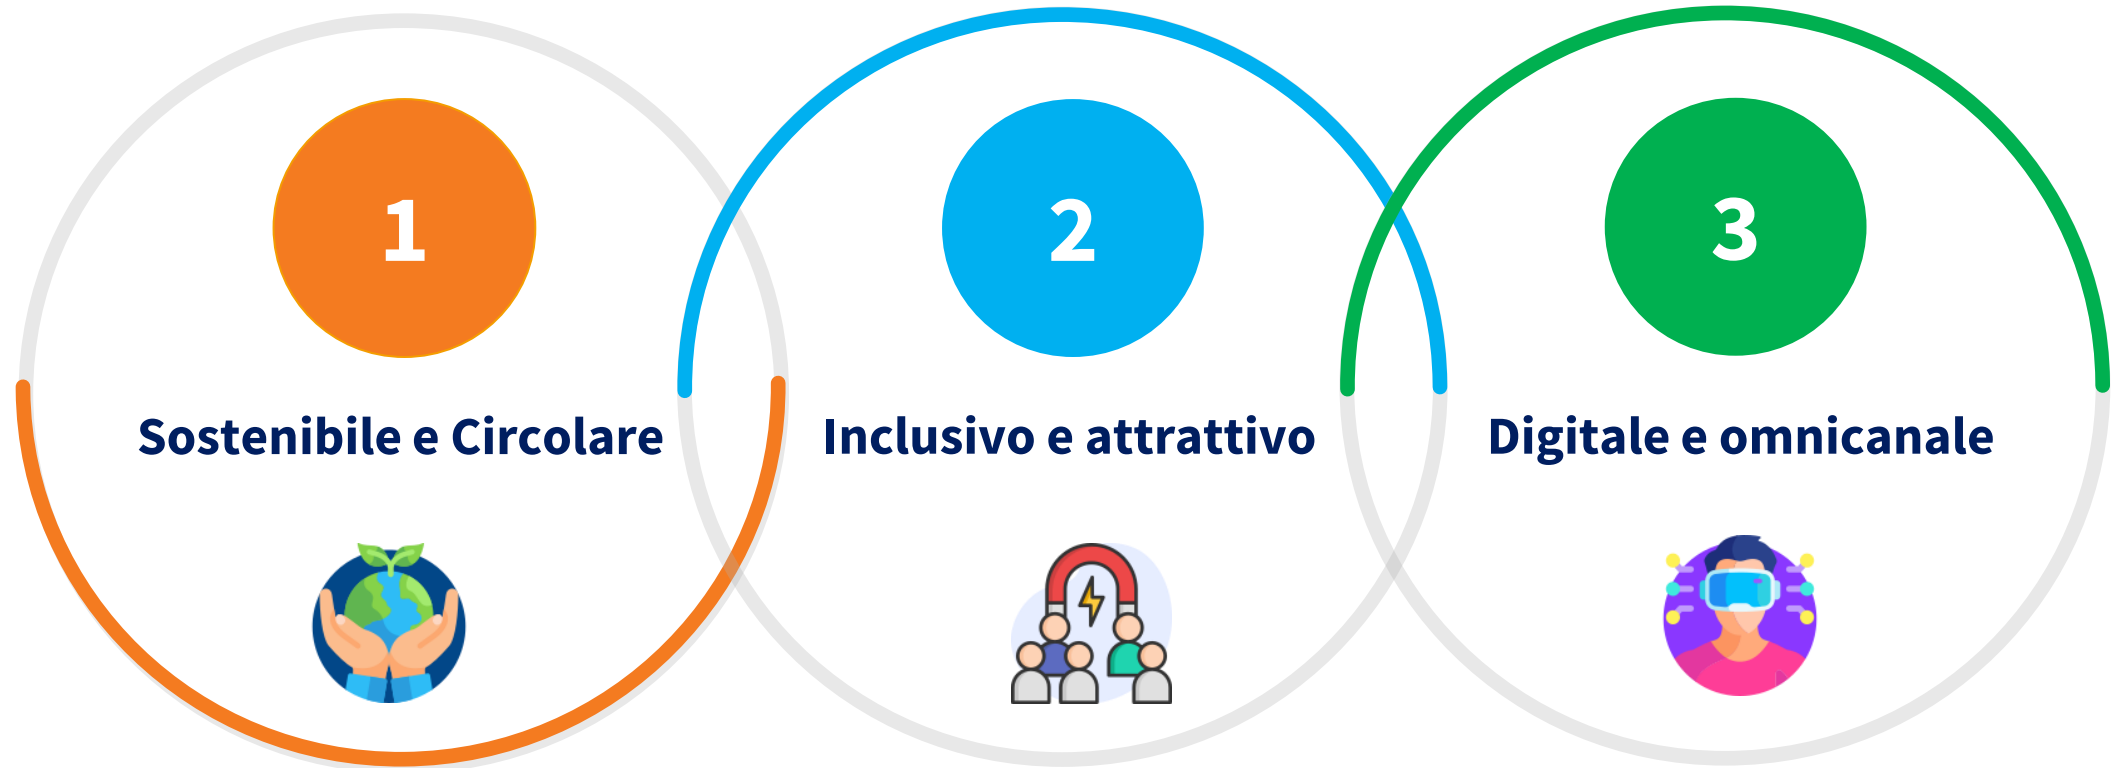 1
2
3
Sostenibile e Circolare
Inclusivo e attrattivo
Digitale e omnicanale